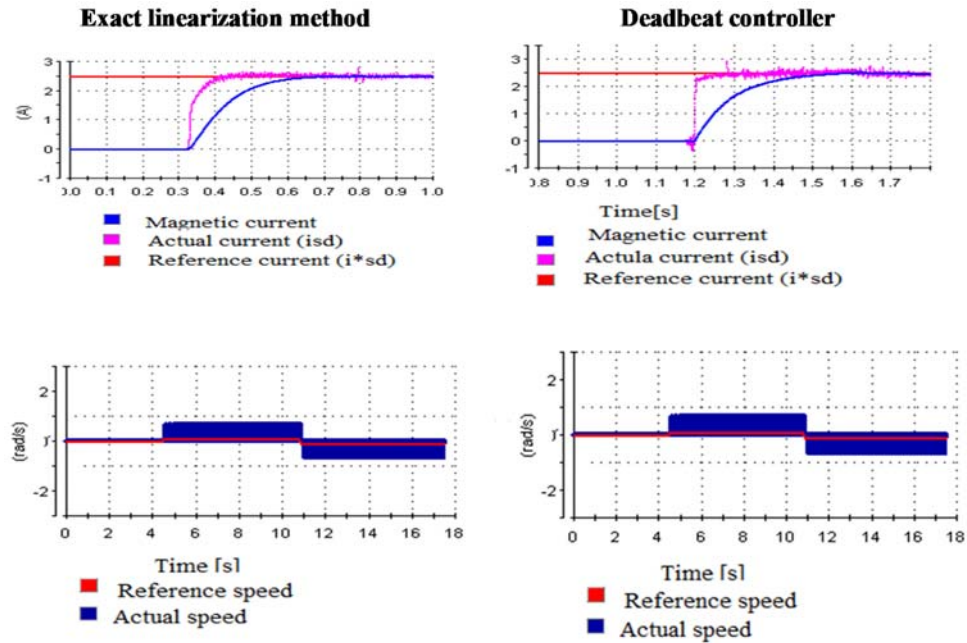 Exact linearization method
Deadbeat controller
3
2
1
0
-1
(A)
3.0 0.1 0.2 0.3 0.4 0.5 0.6 0.7 0.8 0.9 1.0
Magnetic current
Actual current (isd)
Reference current (i*sd)
3
2
1
0
-1
(A)
3.8 0.9 1.0 1.1 1.2 1.3 1.4 1.5 1.6 1.7
Time[s]
Magnetic current
Actula current (isd)
Reference current (i*sd)
2
-2
(rad/s)
0 2 4 6 8 10 12 14 16 18
Time [s]
Reference speed
Actual speed
2
-2
(rad/s)
0 2 4 6 8 10 12 14 16 18
Time [s]
Reference speed
Actual speed